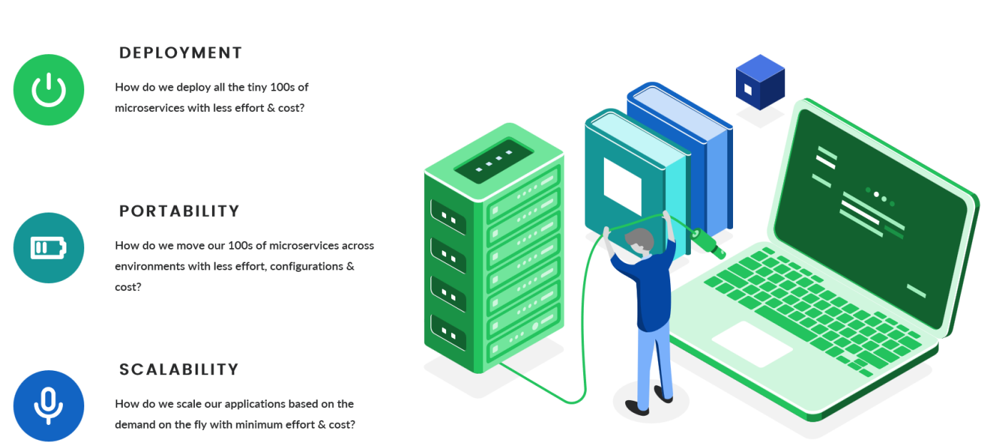 DEPLOYMENT
How do we deploy all the tiny 100s of
microservices with less effort & cost?
PORTABILITY
How do we move our 100s of microservices across
environments with less effort, configurations &
cost?
SCALABILITY
How do we scale our applications based on the
demand on the fly with minimum effort & cost?